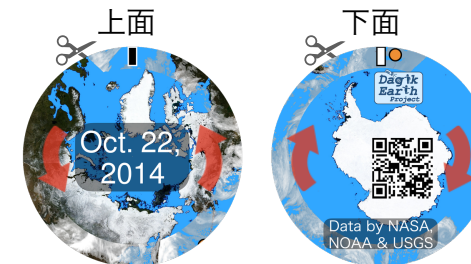 上面
下面
Oct. 22,
2014
Dagik
Earth
Project
Data by NASA,
NOAA & USGS